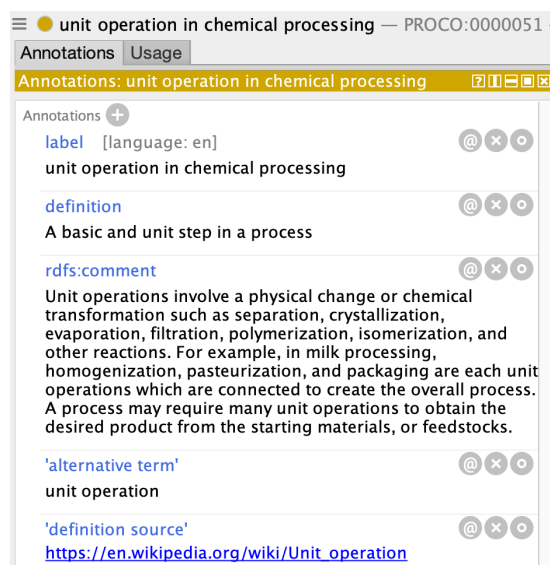 unit operation in chemical processing — PROCO:0000051
Annotations Usage
Annotations: unit operation in chemical processing
Annotations
label [language: en]
unit operation in chemical processing
definition
A basic and unit step in a process
rdfs:comment
Unit operations involve a physical change or chemical
transformation such as separation, crystallization,
evaporation, filtration, polymerization, isomerization, and
other reactions. For example, in milk processing,
homogenization, pasteurization, and packaging are each unit
operations which are connected to create the overall process.
A process may require many unit operations to obtain the
desired product from the starting materials, or feedstocks.
'alternative term'
unit operation
'definition source'
https://en.wikipedia.org/wiki/Unit_operation